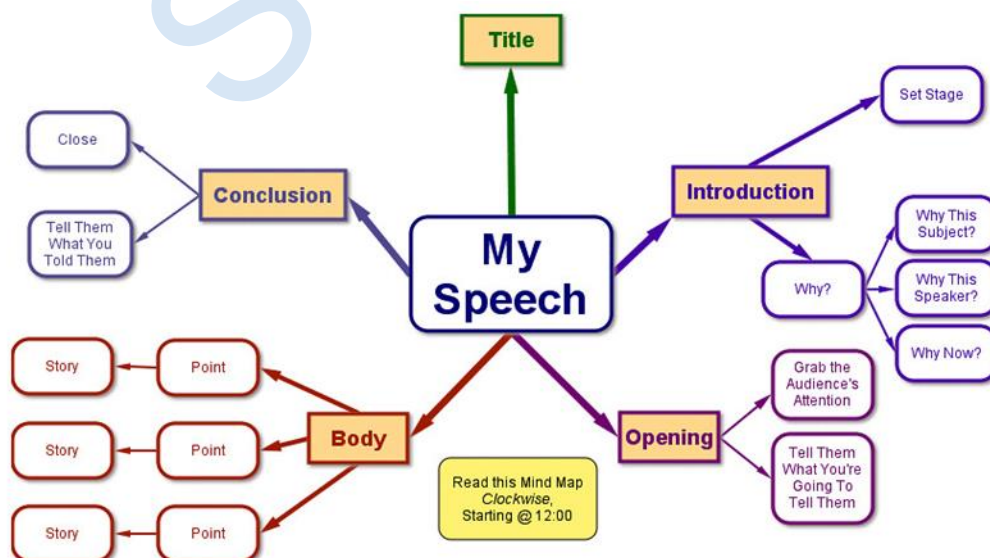 Title
Set Stage
Introduction
Why?
Why This
Subject?
Why This
Speaker?
Why Now?
My
Speech
Opening
Grab the
Audience's
Attention
Tell Them
What You're
Going To
Tell Them
Read this Mind Map
Clockwise,
Starting @ 12:00
Body
Point
Story
Point
Story
Point
Story
Conclusion
Tell Them
What You
Told Them
Close